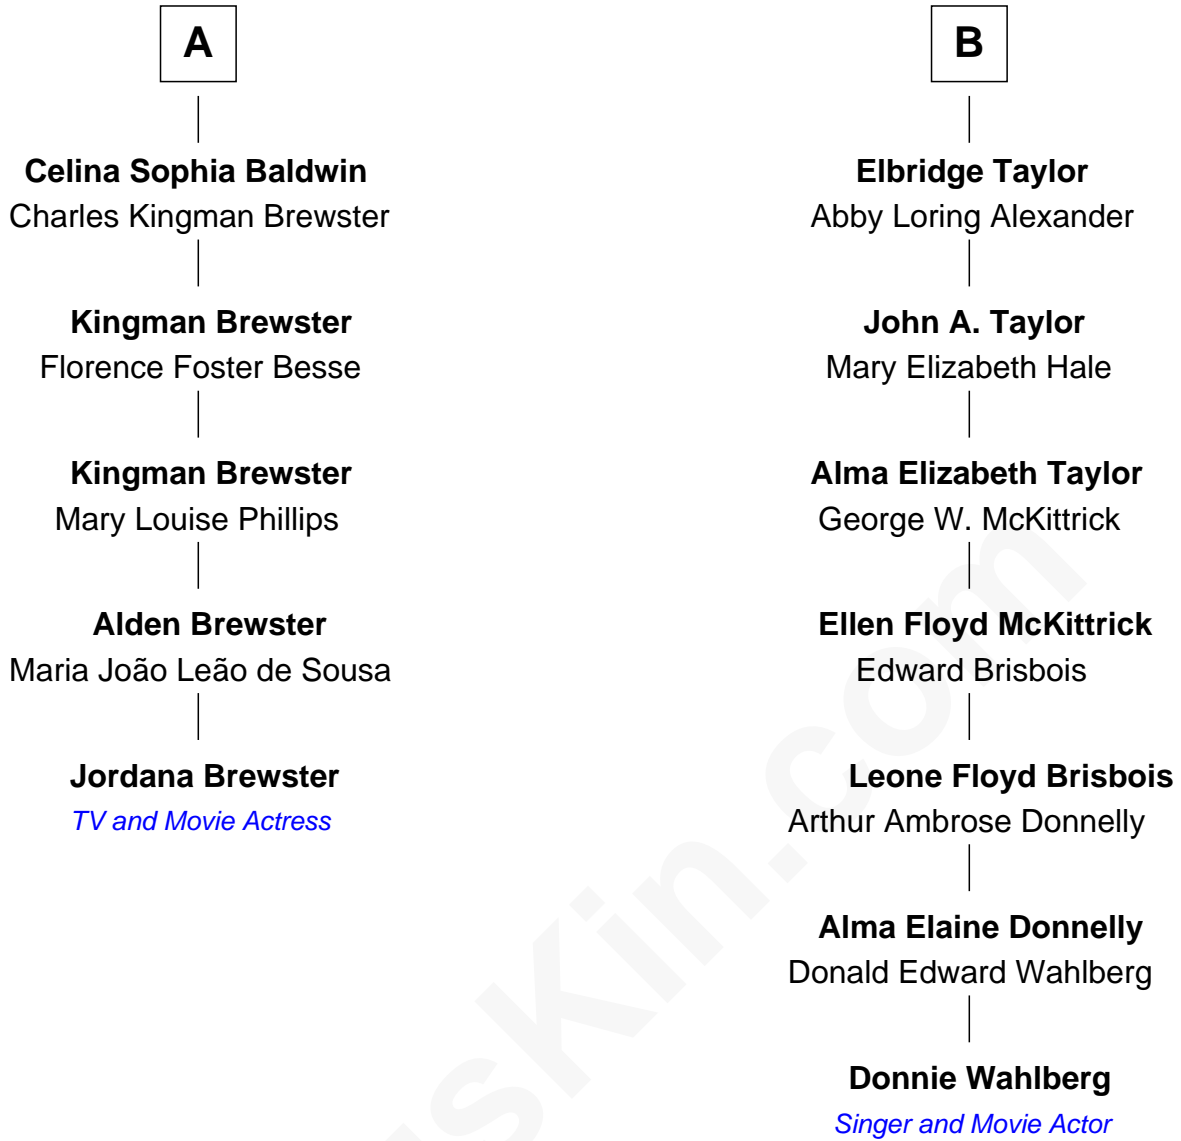 A
Celina Sophia Baldwin
Charles Kingman Brewster
Kingman Brewster
Florence Foster Besse
Kingman Brewster
Mary Louise Phillips
Alden Brewster
Maria João Leão de Sousa
Jordana Brewster
TV and Movie Actress
B
Elbridge Taylor
Abby Loring Alexander
John A. Taylor
Mary Elizabeth Hale
Alma Elizabeth Taylor
George W. McKittrick
Ellen Floyd McKittrick
Edward Brisbois
Leone Floyd Brisbois
Arthur Ambrose Donnelly
Alma Elaine Donnelly
Donald Edward Wahlberg
Donnie Wahlberg
Singer and Movie Actor
sKin.com